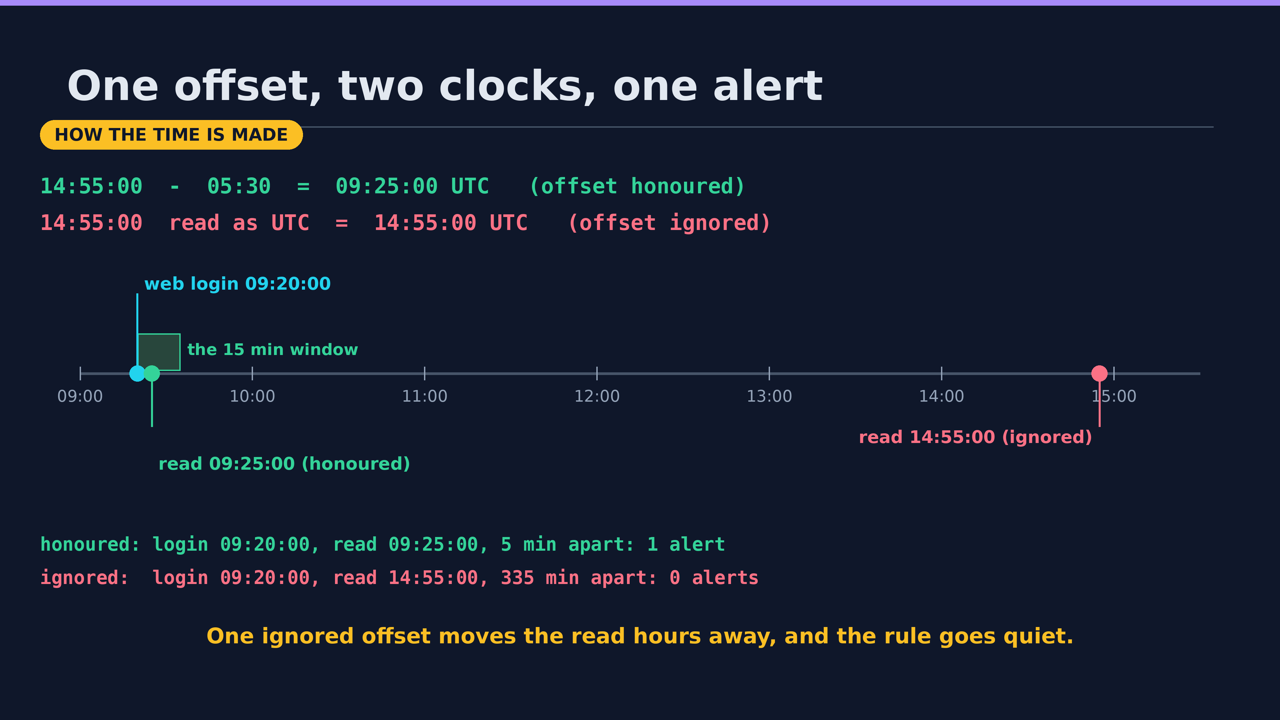 One offset, two clocks, one alert
HOW THE TIME IS MADE
14:55:00  -  05:30  =  09:25:00 UTC   (offset honoured)
14:55:00  read as UTC  =  14:55:00 UTC   (offset ignored)
web login 09:20:00
the 15 min window
09:00 10:00 11:00 12:00 13:00 14:00 15:00
read 14:55:00 (ignored)
read 09:25:00 (honoured)
honoured: login 09:20:00, read 09:25:00, 5 min apart: 1 alert
ignored:  login 09:20:00, read 14:55:00, 335 min apart: 0 alerts
One ignored offset moves the read hours away, and the rule goes quiet.